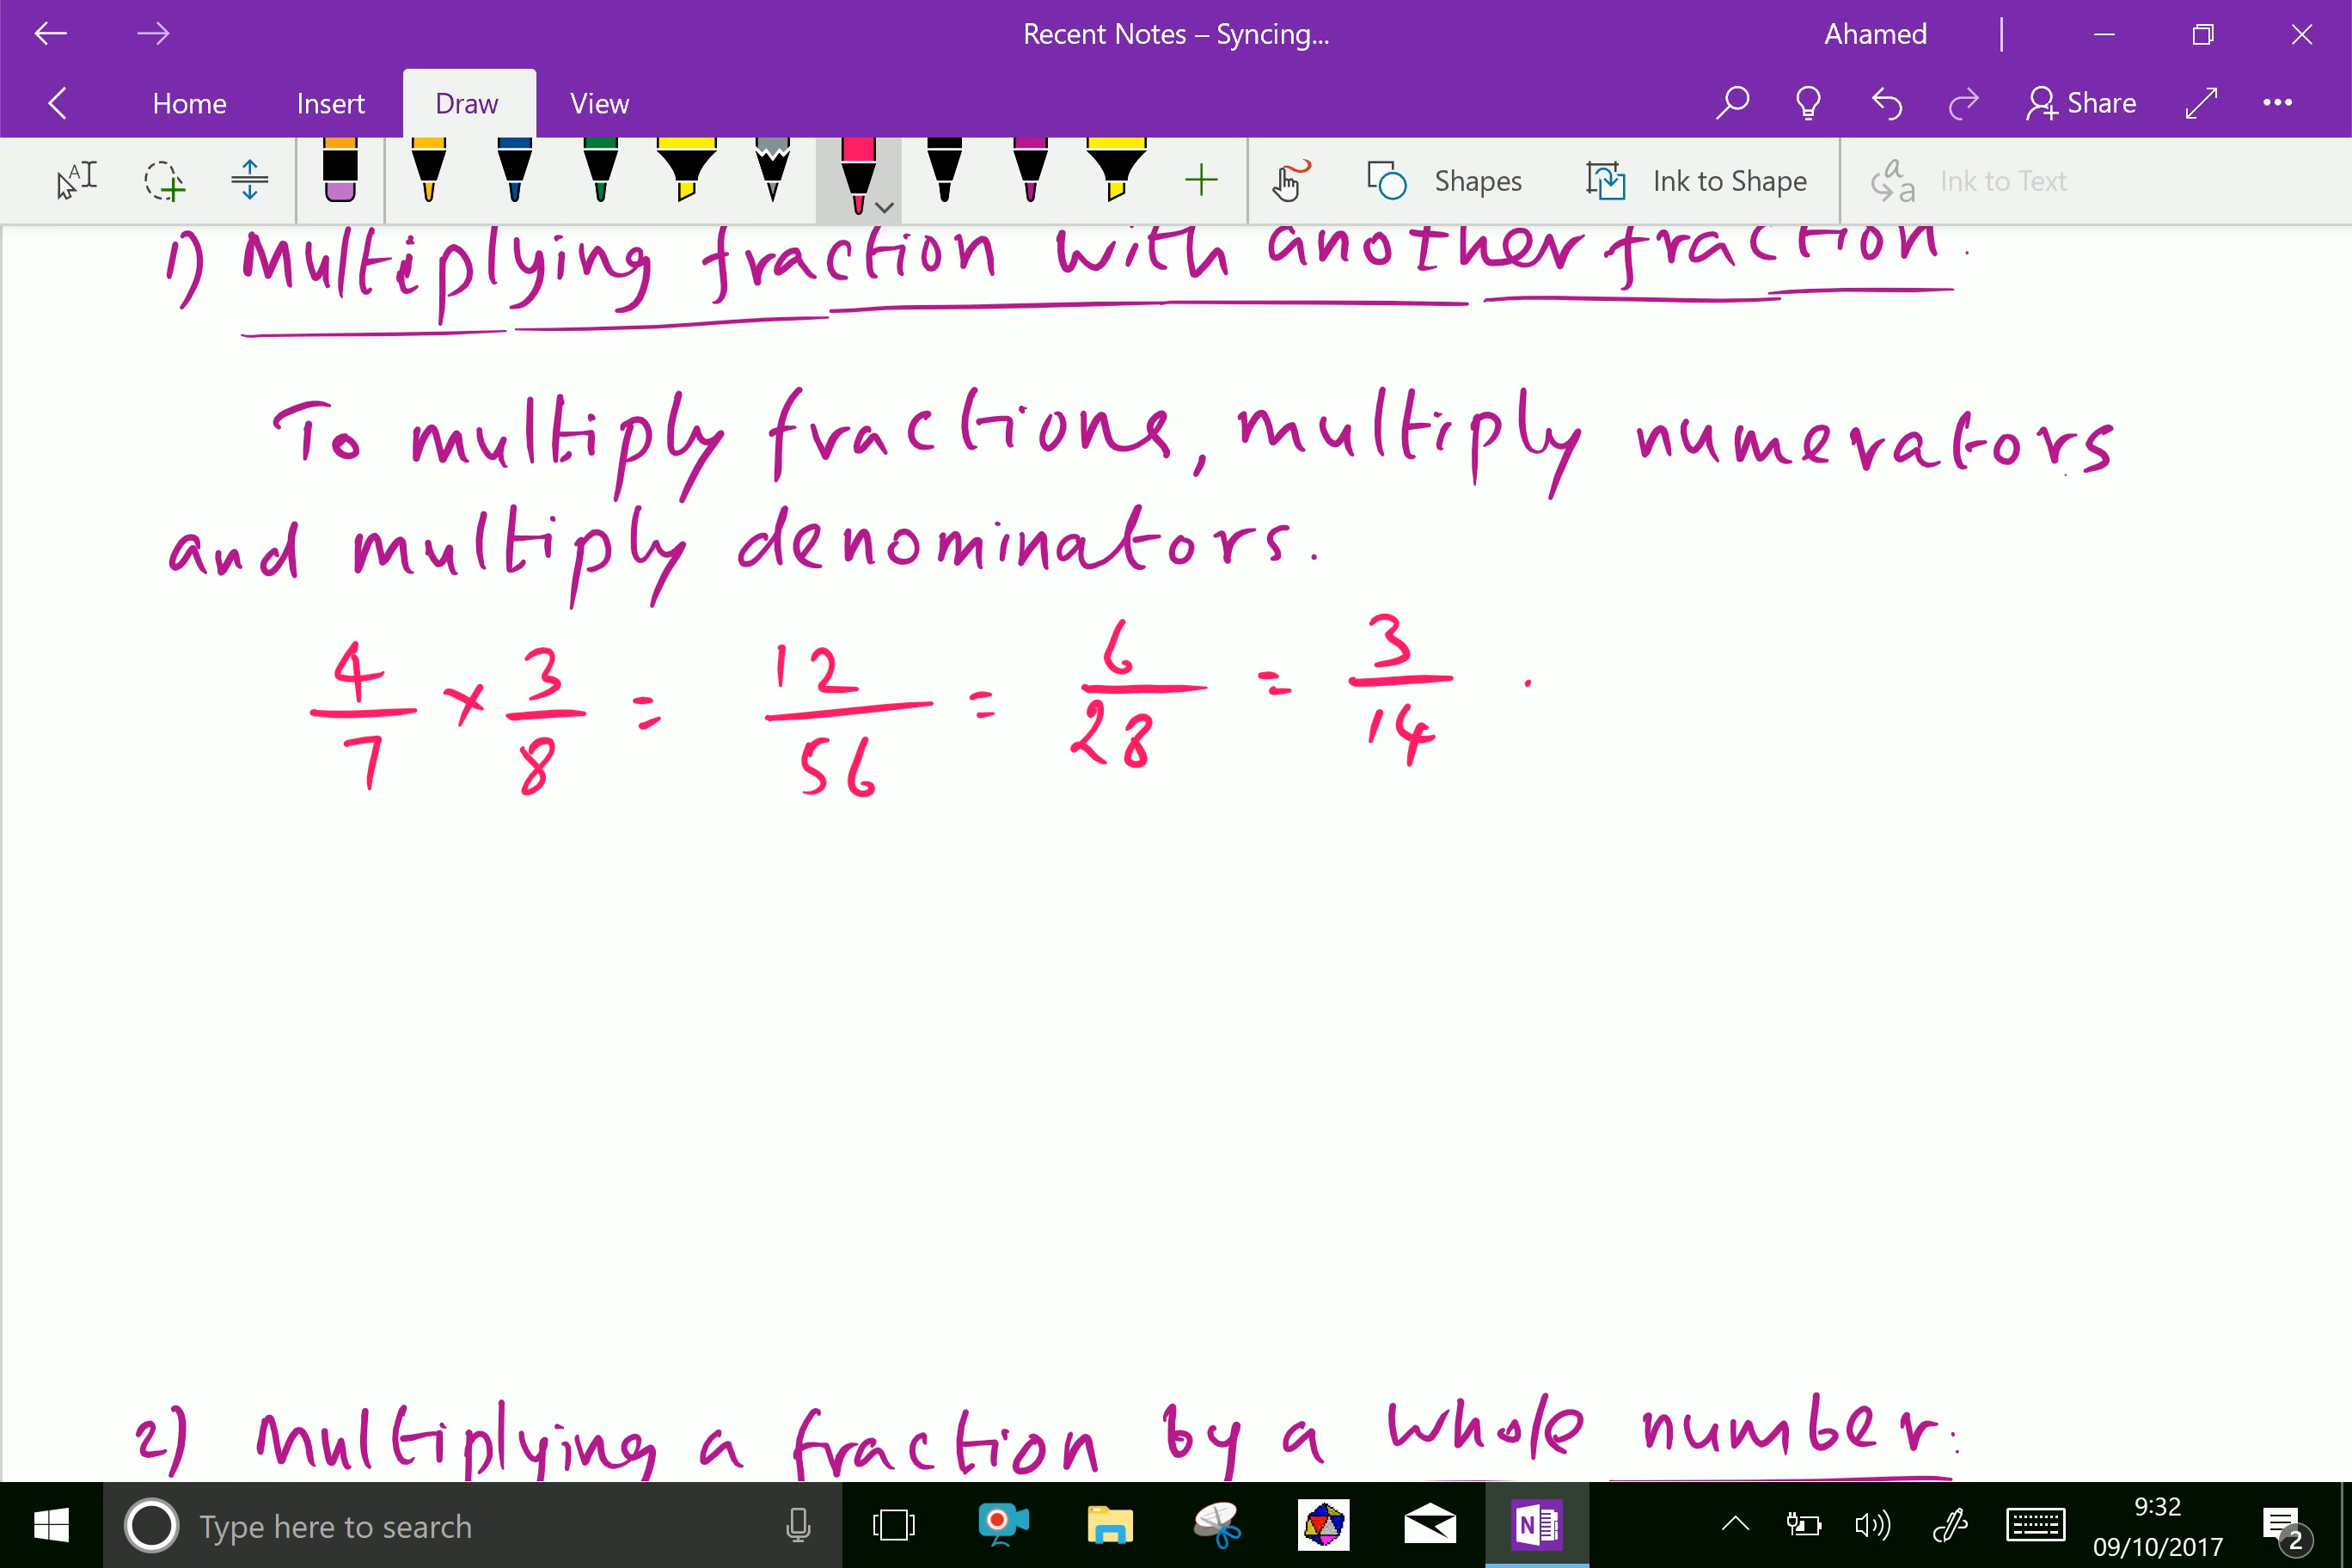 Recent Notes – Syncing...
Ahamed
Home Insert Draw View Share
Shapes Ink to Shape Ink to Text
1) Multiplying fraction with another fraction.
To multiply fractions, multiply numerators
and multiply denominators.
4/7 × 3/8 = 12/56 = 6/28 = 3/14 .
2) Multiplying a fraction by a whole number:
Type here to search
9:32
09/10/2017
2